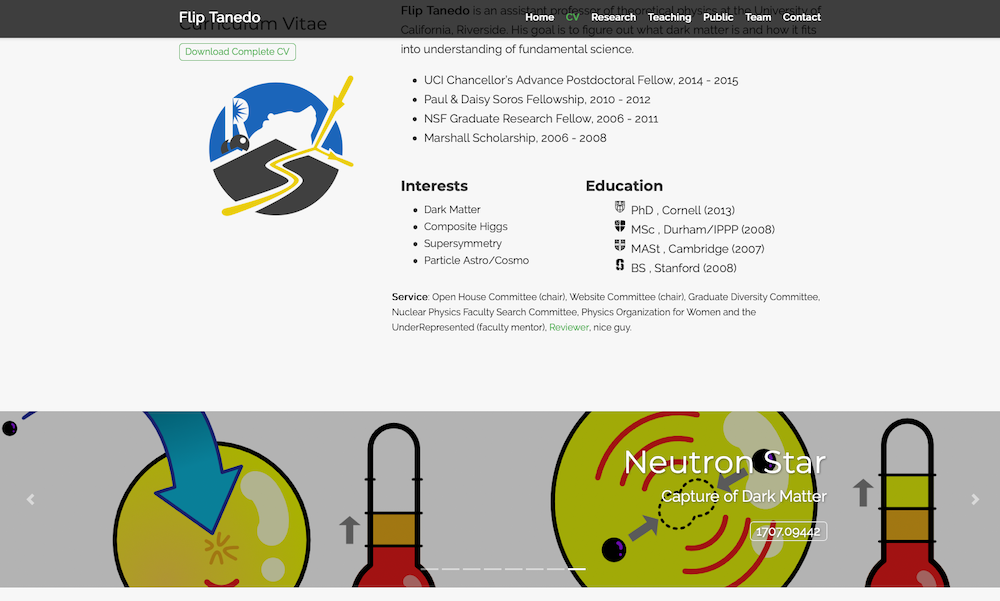 Flip Tanedo
Home CV Research Teaching Public Team Contact
Curriculum Vitae
Download Complete CV
Flip Tanedo is an assistant professor of theoretical physics at the University of
California, Riverside. His goal is to figure out what dark matter is and how it fits
into understanding of fundamental science.
UCI Chancellor's Advance Postdoctoral Fellow, 2014 - 2015
Paul & Daisy Soros Fellowship, 2010 - 2012
NSF Graduate Research Fellow, 2006 - 2011
Marshall Scholarship, 2006 - 2008
Interests
Dark Matter
Composite Higgs
Supersymmetry
Particle Astro/Cosmo
Education
PhD , Cornell (2013)
MSc , Durham/IPPP (2008)
MASt , Cambridge (2007)
BS , Stanford (2008)
Service: Open House Committee (chair), Website Committee (chair), Graduate Diversity Committee,
Nuclear Physics Faculty Search Committee, Physics Organization for Women and the
UnderRepresented (faculty mentor), Reviewer, nice guy.
Neutron Star
Capture of Dark Matter
1707.09442